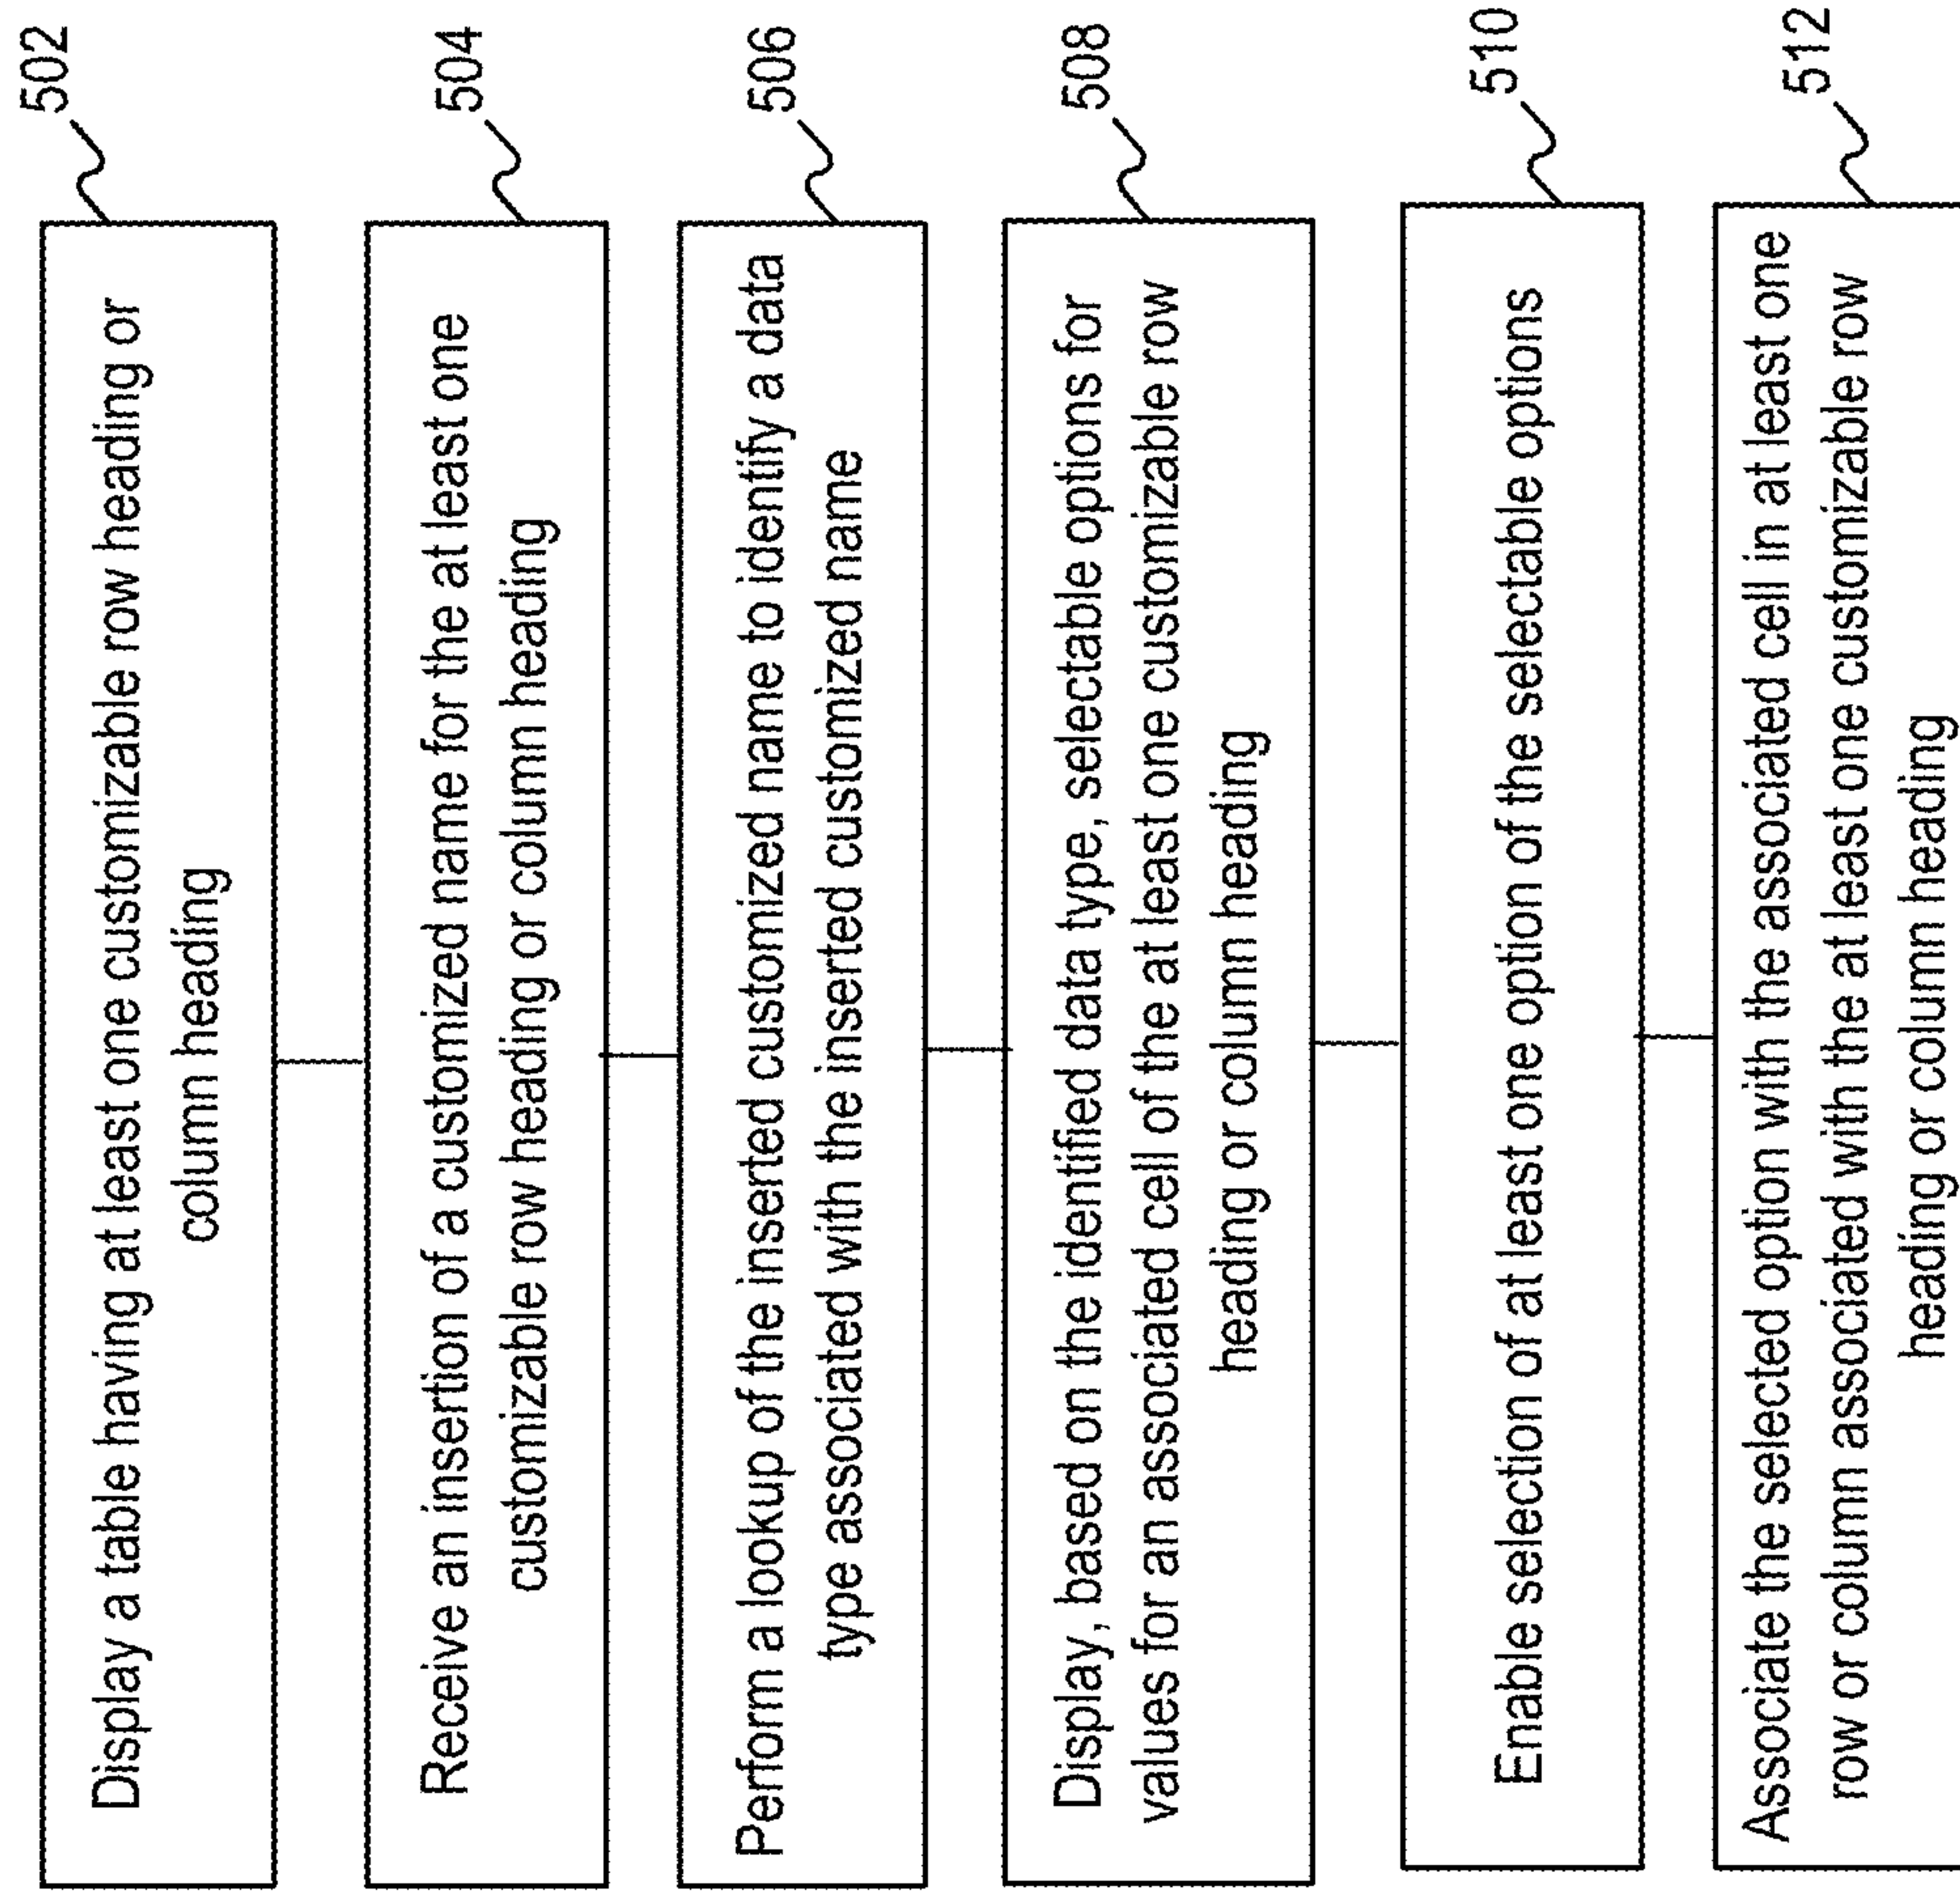 502
Display a table having at least one customizable row heading or
column heading
504
Receive an insertion of a customized name for the at least one
customizable row heading or column heading
506
Perform a lookup of the inserted customized name to identify a data
type associated with the inserted customized name
508
Display, based on the identified data type, selectable options for
values for an associated cell of the at least one customizable row
heading or column heading
510
Enable selection of at least one option of the selectable options
512
Associate the selected option with the associated cell in at least one
row or column associated with the at least one customizable row
heading or column heading